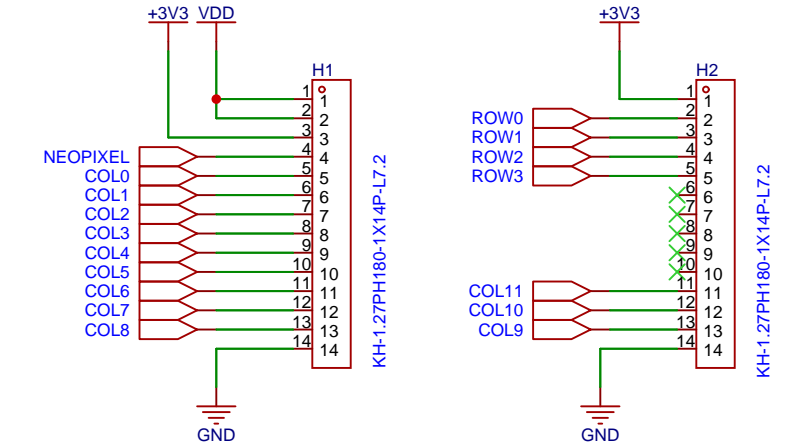 +3V3 VDD
H1
1 1
2 2
3 3
NEOPIXEL 4 4
COL0 5 5
COL1 6 6
COL2 7 7
COL3 8 8
COL4 9 9
COL5 10 10
COL6 11 11
COL7 12 12
COL8 13 13
14 14
KH-1.27PH180-1X14P-L7.2
GND
+3V3
H2
1 1
ROW0 2 2
ROW1 3 3
ROW2 4 4
ROW3 5 5
6 6
7 7
8 8
9 9
10 10
COL11 11 11
COL10 12 12
COL9 13 13
14 14
KH-1.27PH180-1X14P-L7.2
GND